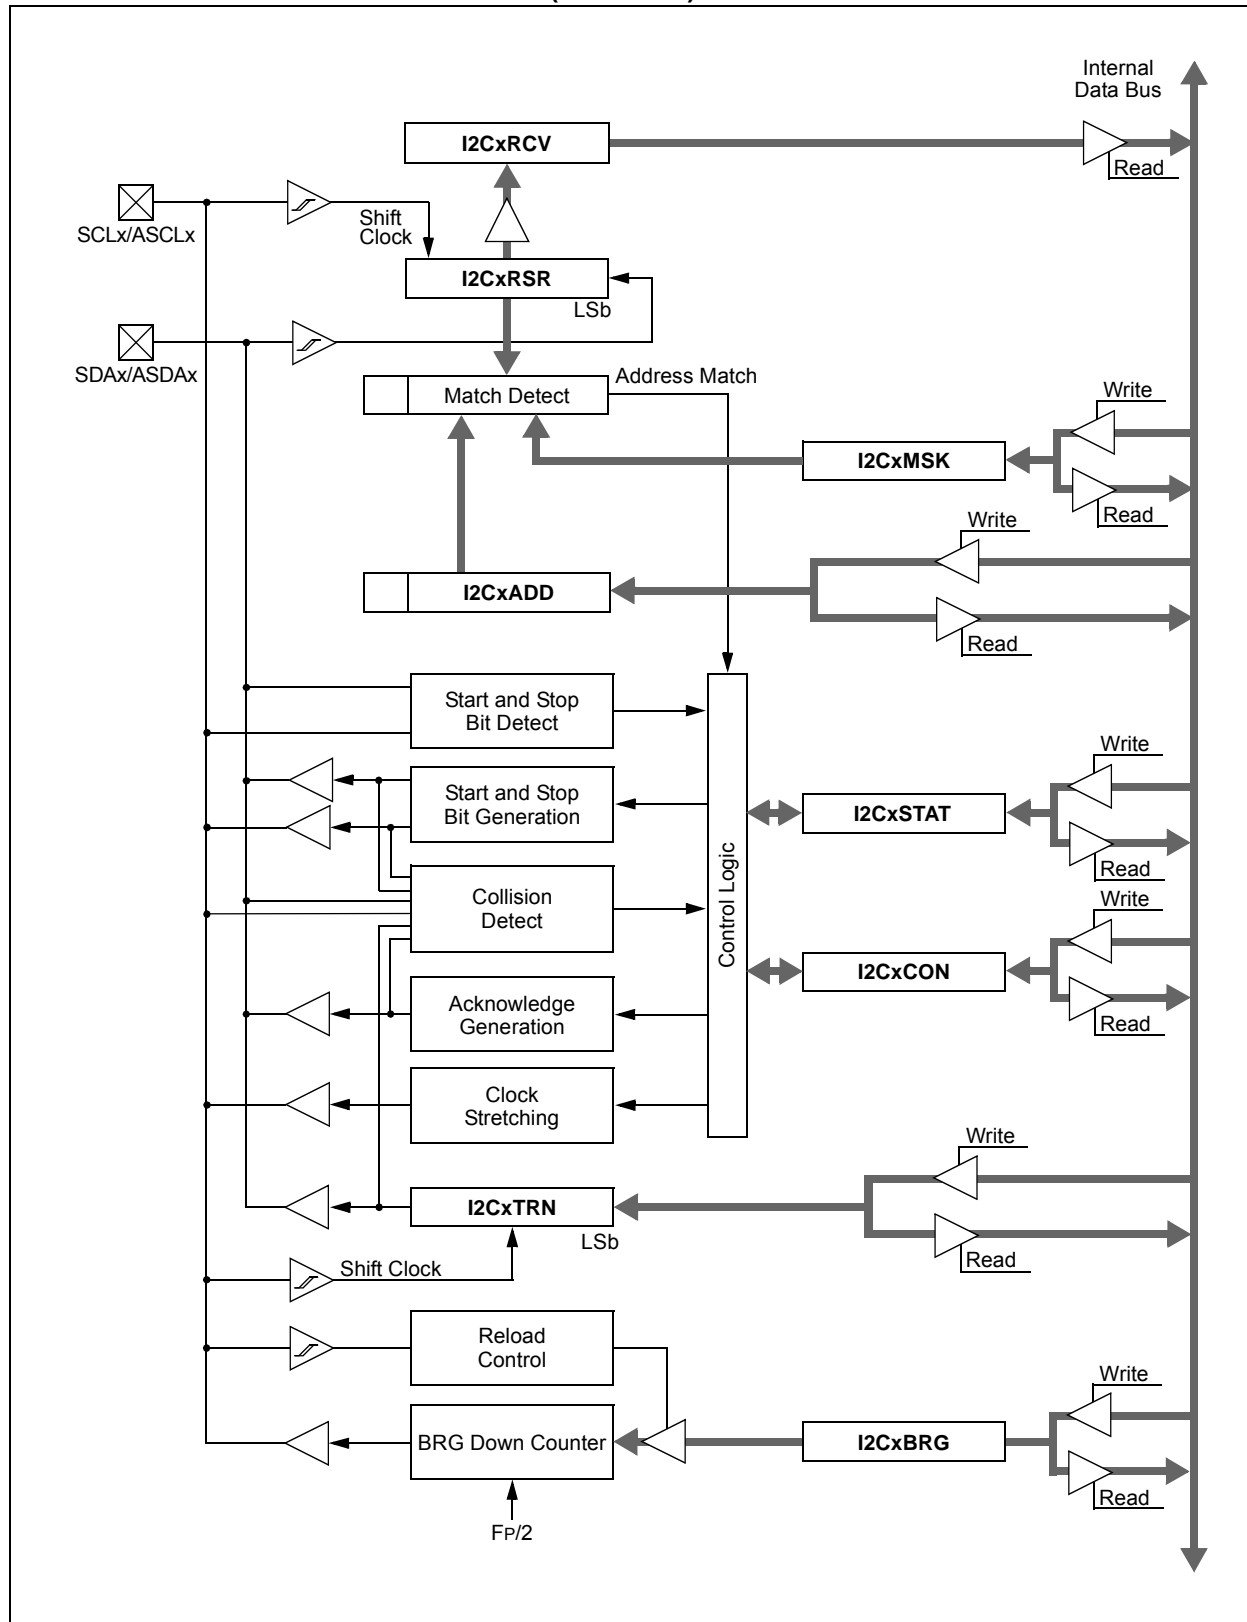 Internal
Data Bus
I2CxRCV
Read
SCLx/ASCLx
Shift
Clock
I2CxRSR
LSb
SDAx/ASDAx
Address Match
Match Detect
Write
I2CxMSK
Read
Write
I2CxADD
Read
Start and Stop
Bit Detect
Write
Start and Stop
Bit Generation
I2CxSTAT
Read
Control Logic
Collision
Detect
Write
I2CxCON
Acknowledge
Generation
Read
Clock
Stretching
Write
I2CxTRN
LSb
Read
Shift Clock
Reload
Control
Write
BRG Down Counter
I2CxBRG
Read
FP/2